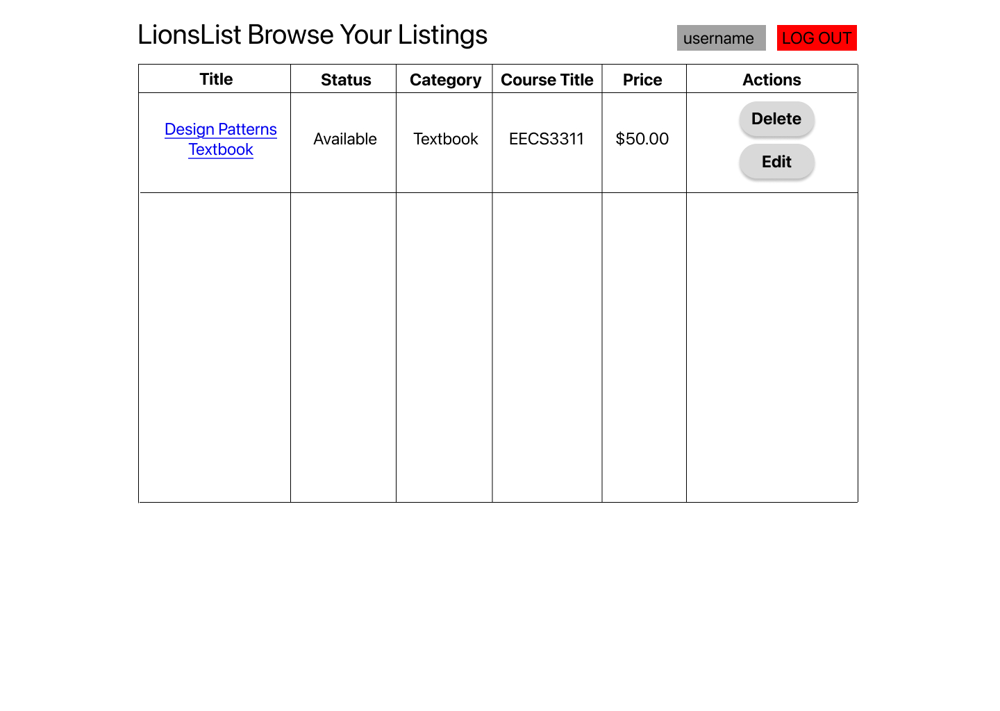 LionsList Browse Your Listings
username
LOG OUT
Title Status Category Course Title Price Actions
Design Patterns
Textbook
Available
Textbook
EECS3311
$50.00
Delete
Edit